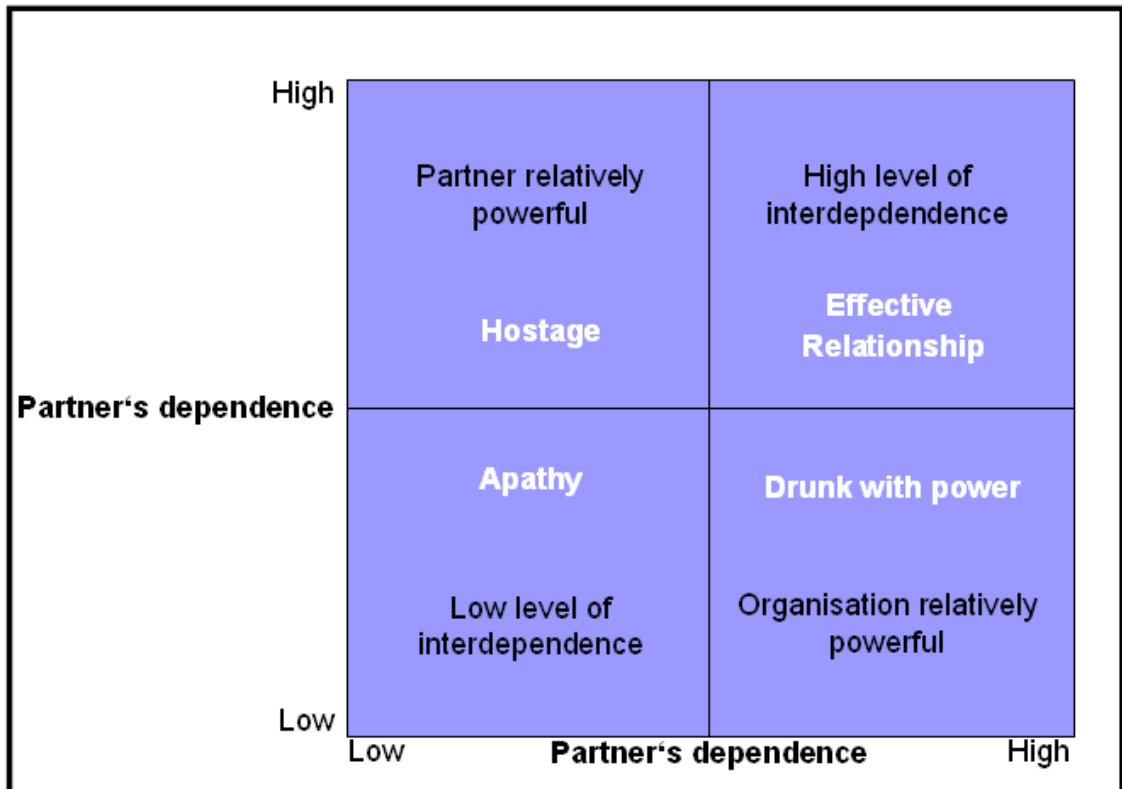 High
Partner relatively
powerful
High level of
interdepdendence
Hostage
Effective
Relationship
Partner‘s dependence
Apathy
Drunk with power
Low level of
interdependence
Organisation relatively
powerful
Low
Low
Partner‘s dependence
High